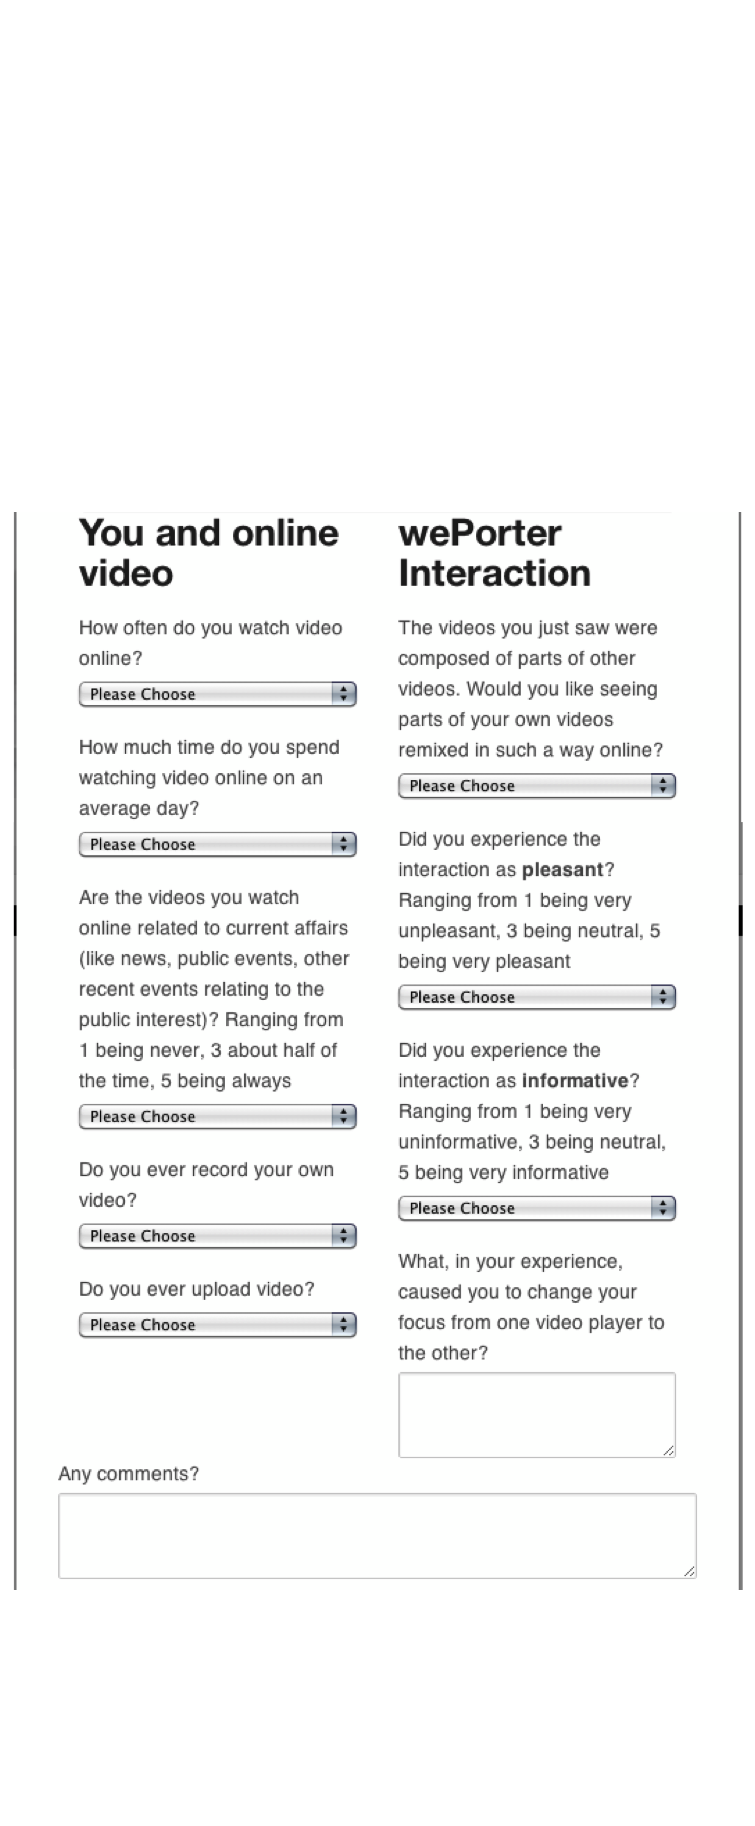 You and online
video
How often do you watch video
online?
Please Choose
How much time do you spend
watching video online on an
average day?
Please Choose
Are the videos you watch
online related to current affairs
(like news, public events, other
recent events relating to the
public interest)? Ranging from
1 being never, 3 about half of
the time, 5 being always
Please Choose
Do you ever record your own
video?
Please Choose
Do you ever upload video?
Please Choose
wePorter
Interaction
The videos you just saw were
composed of parts of other
videos. Would you like seeing
parts of your own videos
remixed in such a way online?
Please Choose
Did you experience the
interaction as pleasant?
Ranging from 1 being very
unpleasant, 3 being neutral, 5
being very pleasant
Please Choose
Did you experience the
interaction as informative?
Ranging from 1 being very
uninformative, 3 being neutral,
5 being very informative
Please Choose
What, in your experience,
caused you to change your
focus from one video player to
the other?
Any comments?